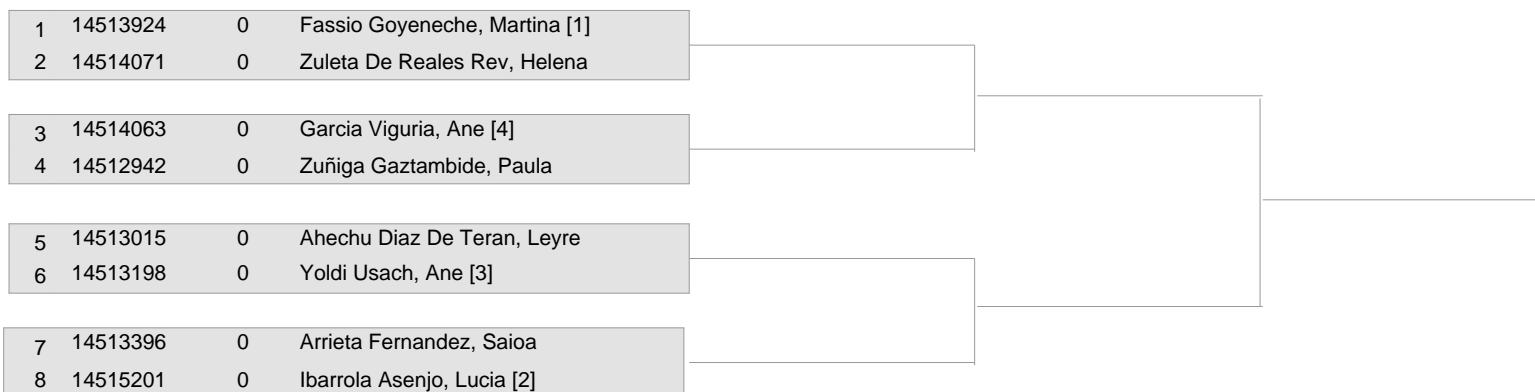 1 14513924 0 Fassio Goyeneche, Martina [1]
2 14514071 0 Zuleta De Reales Rev, Helena
3 14514063 0 Garcia Viguria, Ane [4]
4 14512942 0 Zuñiga Gaztambide, Paula
5 14513015 0 Ahechu Diaz De Teran, Leyre
6 14513198 0 Yoldi Usach, Ane [3]
7 14513396 0 Arrieta Fernandez, Saioa
8 14515201 0 Ibarrola Asenjo, Lucia [2]